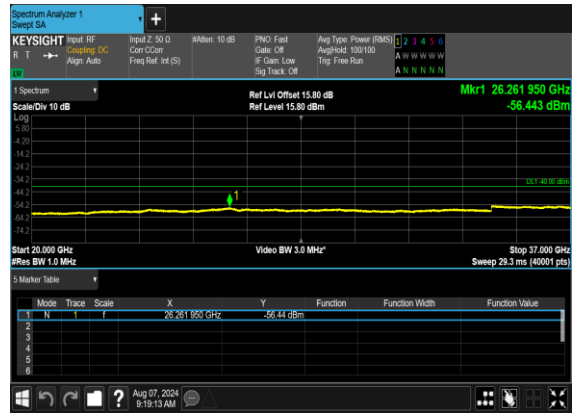 Spectrum Analyzer 1
Swept SA
+
KEYSIGHT Input: RF Input Z: 50 Ω #Atten: 10 dB PNO: Fast Avg Type: Power (RMS) 1 2 3 4 5 6
R T Coupling: DC Corr CCorr Gate: Off Avg|Hold: 100/100 A W W W W W
Align: Auto Freq Ref: Int (S) IF Gain: Low Trig: Free Run
LXI Sig Track: Off A N N N N N
1 Spectrum Ref Lvl Offset 15.80 dB Mkr1 26.261 950 GHz
Scale/Div 10 dB Ref Level 15.80 dBm -56.443 dBm
Log
5.80
-4.20
-14.2
-24.2
-34.2
DL1 -40.00 dBm
-44.2
1
-54.2
-64.2
-74.2
Start 20.000 GHz Video BW 3.0 MHz* Stop 37.000 GHz
#Res BW 1.0 MHz Sweep 29.3 ms (40001 pts)
5 Marker Table
Mode Trace Scale X Y Function Function Width Function Value
1 N 1 f 26.261 950 GHz -56.44 dBm
2
3
4
5
6
? Aug 07, 2024
9:19:13 AM